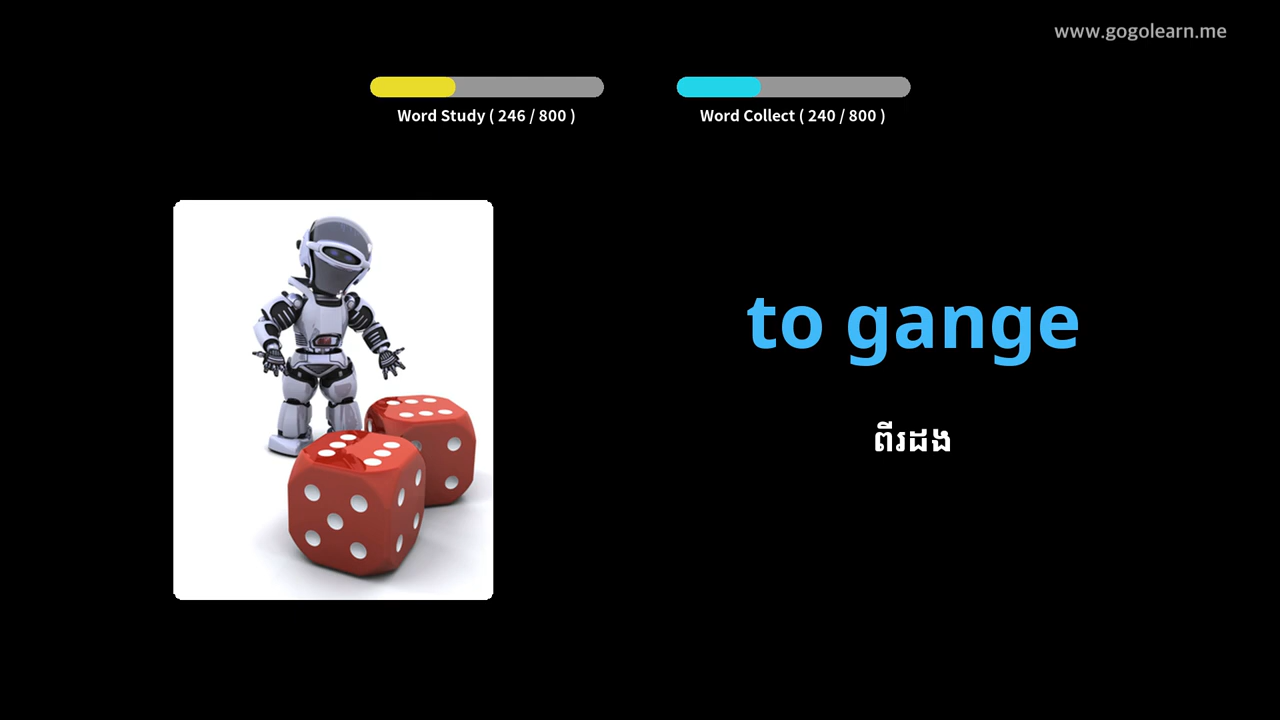 www.gogolearn.me
Word Study ( 246 / 800 )
Word Collect ( 240 / 800 )
to gange
ពីរដង